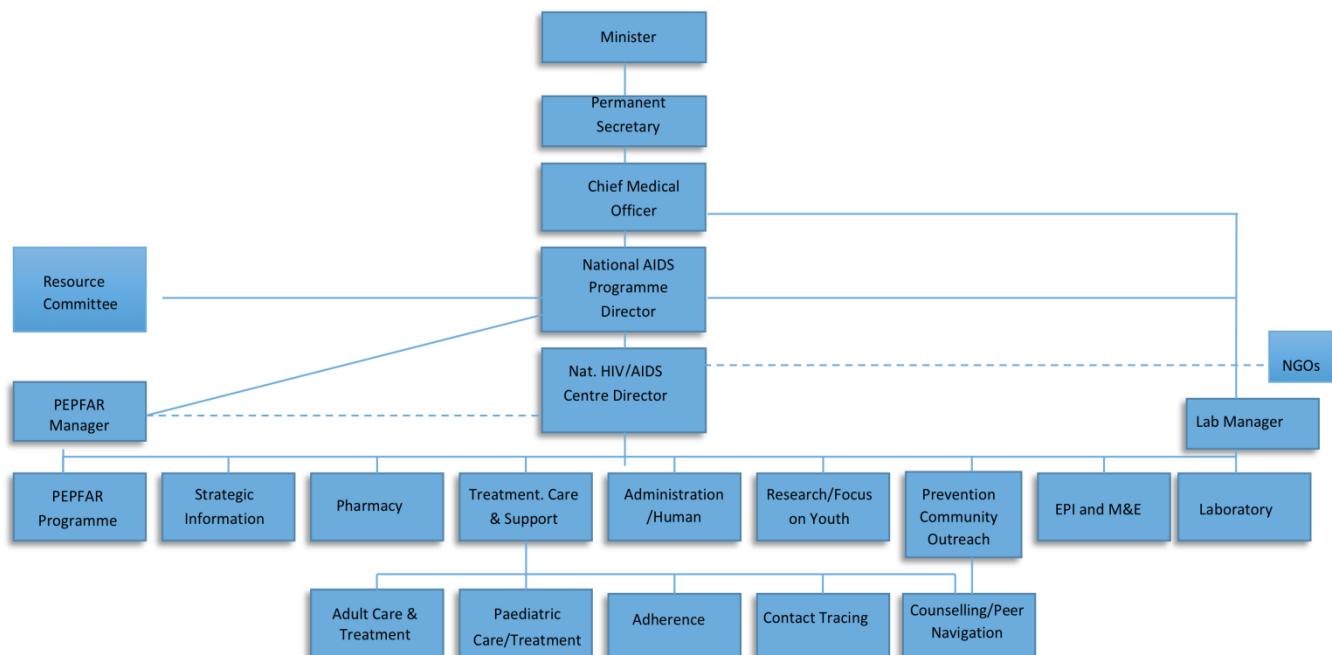 Minister
Permanent
Secretary
Chief Medical
Officer
National AIDS
Programme
Director
Resource
Committee
Nat. HIV/AIDS
Centre Director
NGOs
PEPFAR
Manager
Lab Manager
PEPFAR
Programme
Strategic
Information
Pharmacy
Treatment. Care
& Support
Administration
/Human
Research/Focus
on Youth
Prevention
Community
Outreach
EPI and M&E
Laboratory
Adult Care &
Treatment
Paediatric
Care/Treatment
Adherence
Contact Tracing
Counselling/Peer
Navigation